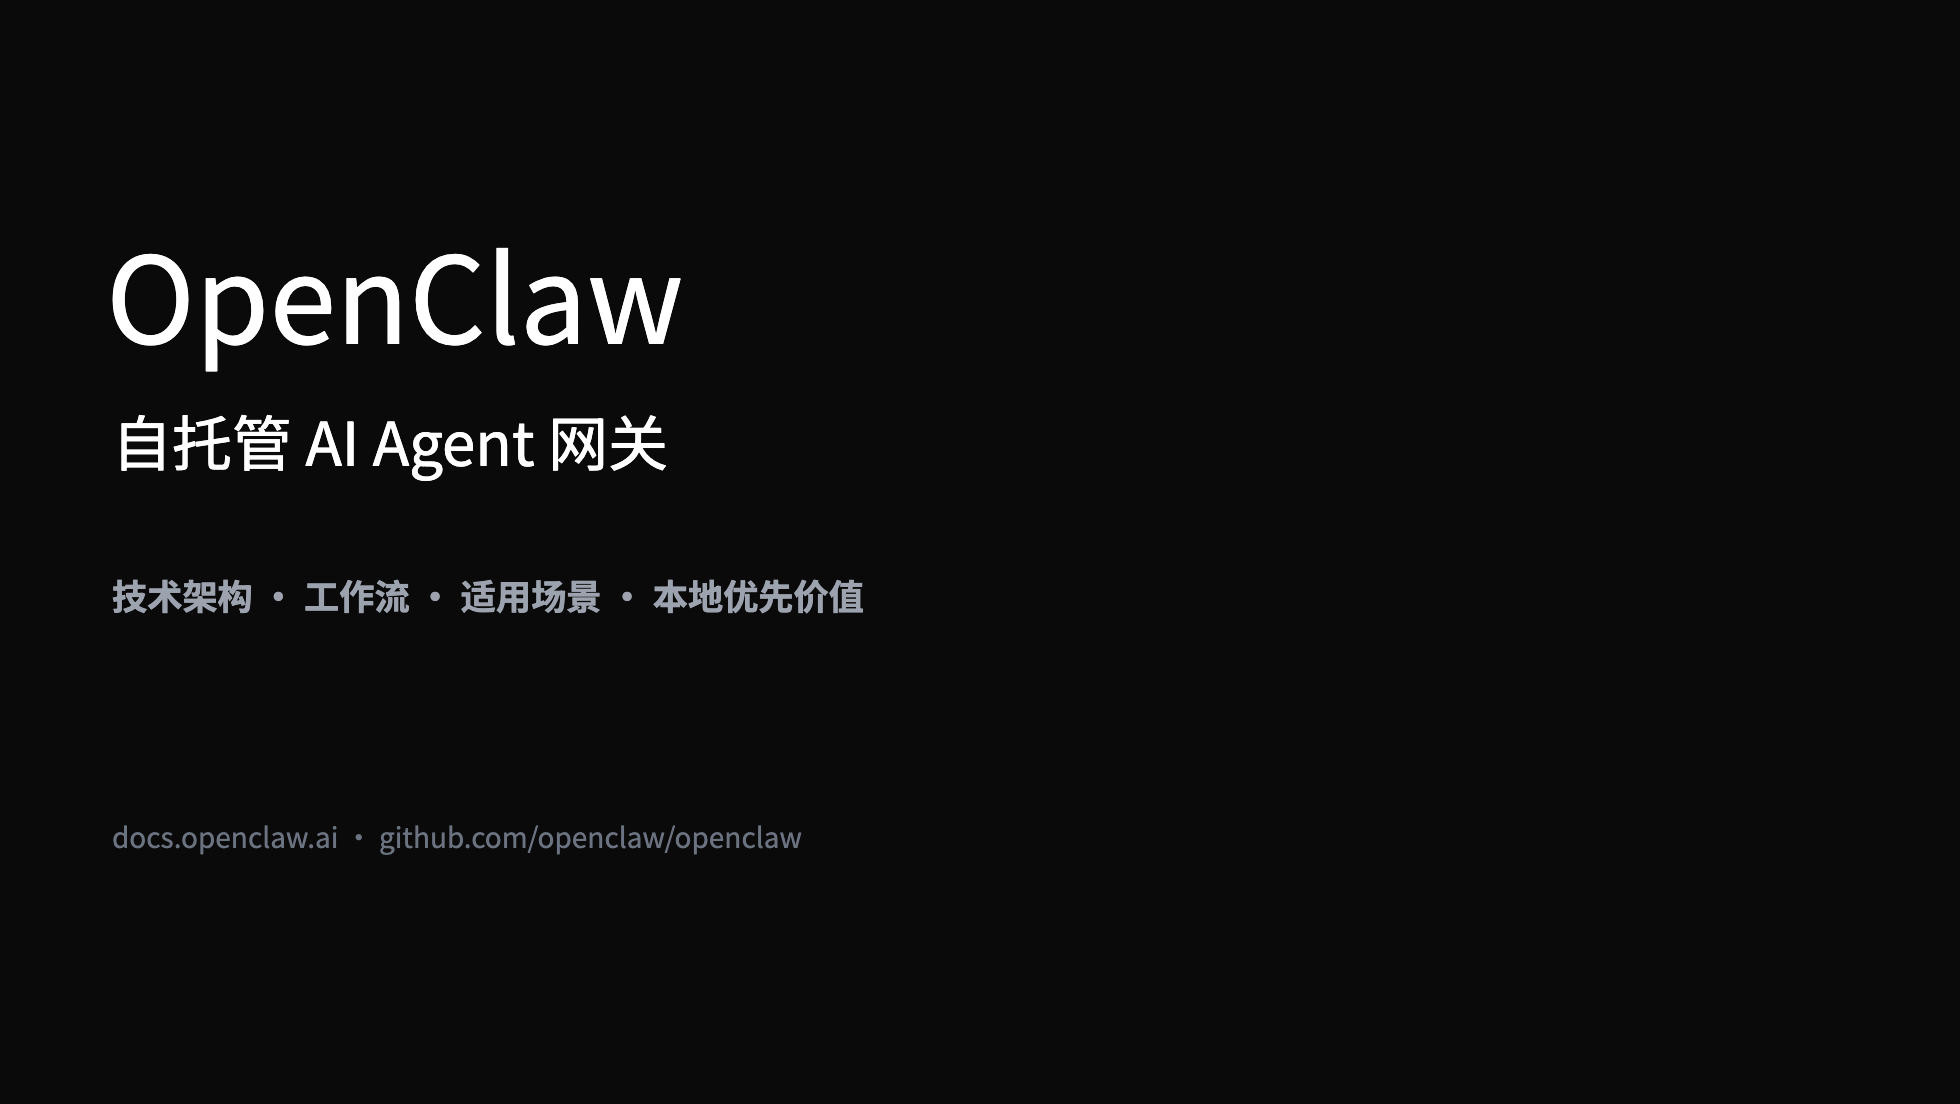 OpenClaw
自托管 AI Agent 网关
技术架构 · 工作流 · 适用场景 · 本地优先价值
docs.openclaw.ai · github.com/openclaw/openclaw